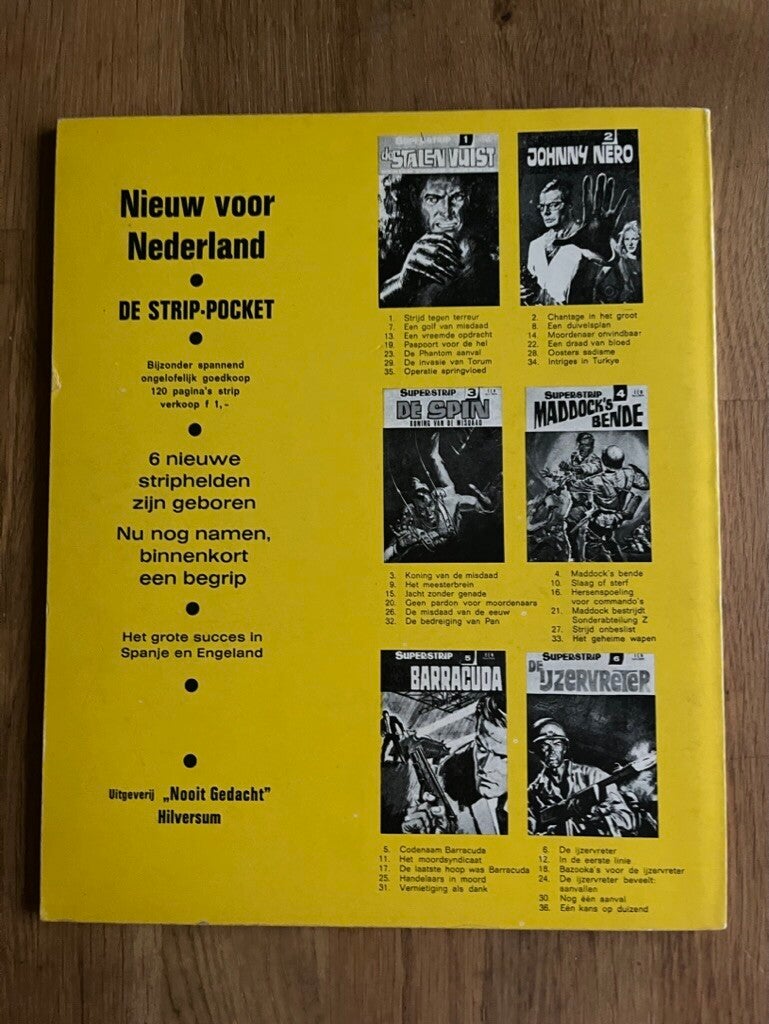 Nieuw voor
Nederland
DE STRIP-POCKET
Bijzonder spannend
ongelofelijk goedkoop
120 pagina's strip
verkoop f 1,-
6 nieuwe
striphelden
zijn geboren
Nu nog namen,
binnenkort
een begrip
Het grote succes in
Spanje en Engeland
Uitgeverij „Nooit Gedacht"
Hilversum
SUPERSTRIP 1
de STALEN VUIST
1. Strijd tegen terreur
7. Een golf van misdaad
13. Een vreemde opdracht
19. Paspoort voor de hel
23. De Phantom aanval
29. De invasie van Torum
35. Operatie springvloed
2
JOHNNY NERO
2. Chantage in het groot
8. Een duivelsplan
14. Moordenaar onvindbaar
22. Een draad van bloed
28. Oosters sadisme
34. Intriges in Turkye
SUPERSTRIP 3
DE SPIN
KONING VAN DE MISDAAD
3. Koning van de misdaad
9. Het meesterbrein
15. Jacht zonder genade
20. Geen pardon voor moordenaars
26. De misdaad van de eeuw
32. De bedreiging van Pan
SUPERSTRIP 4
MADDOCK'S
BENDE
4. Maddock's bende
10. Slaag of sterf
16. Hersenspoeling
voor commando's
21. Maddock bestrijdt
Sonderabteilung Z
27. Strijd onbeslist
33. Het geheime wapen
SUPERSTRIP 5
BARRACUDA
5. Codenaam Barracuda
11. Het moordsyndicaat
17. De laatste hoop was Barracuda
25. Handelaars in moord
31. Vernietiging als dank
SUPERSTRIP 6
DE
IJZERVRETER
6. De ijzervreter
12. In de eerste linie
18. Bazooka's voor de ijzervreter
24. De ijzervreter beveelt:
aanvallen
30. Nog één aanval
36. Eén kans op duizend